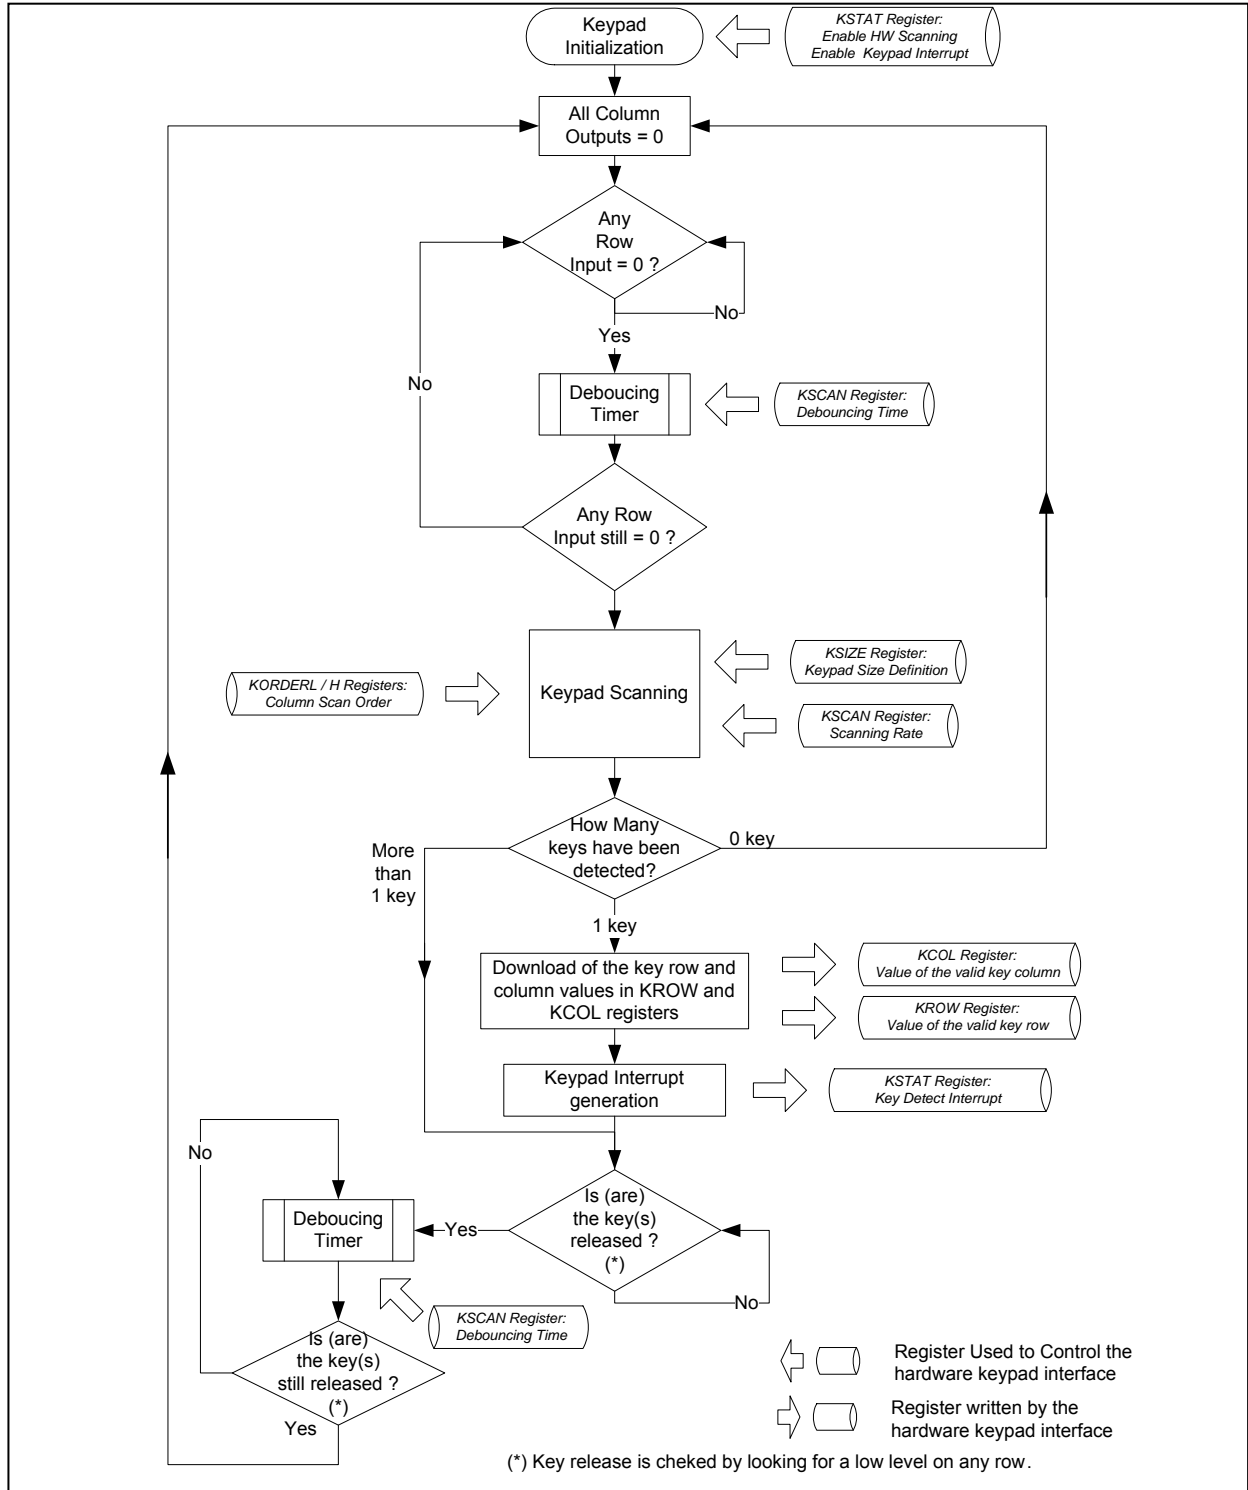 Keypad
Initialization
KSTAT Register:
Enable HW Scanning
Enable  Keypad Interrupt
All Column
Outputs = 0
Any
Row
Input = 0 ?
No
Yes
No
Deboucing
Timer
KSCAN Register:
Debouncing Time
Any Row
Input still = 0 ?
KORDERL / H Registers:
Column Scan Order
Keypad Scanning
KSIZE Register:
Keypad Size Definition
KSCAN Register:
Scanning Rate
How Many
keys have been
detected?
0 key
More
than
1 key
1 key
Download of the key row and
column values in KROW and
KCOL registers
KCOL Register:
Value of the valid key column
KROW Register:
Value of the valid key row
Keypad Interrupt
generation
KSTAT Register:
Key Detect Interrupt
No
Deboucing
Timer
Yes
Is (are)
the key(s)
released ?
(*)
No
KSCAN Register:
Debouncing Time
Is (are)
the key(s)
still released ?
(*)
Yes
Register Used to Control the
hardware keypad interface
Register written by the
hardware keypad interface
(*) Key release is cheked by looking for a low level on any row.